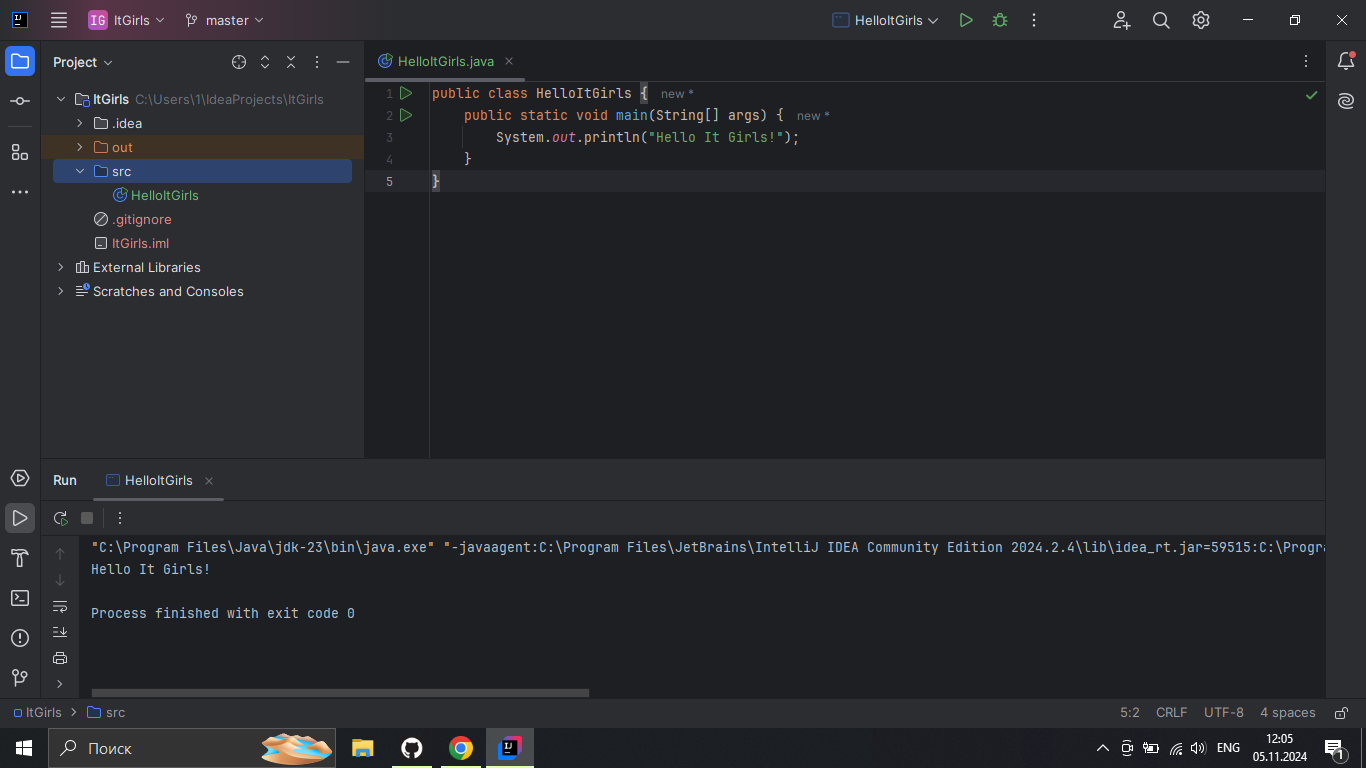 IG ItGirls master HelloItGirls
Project
HelloItGirls.java
ItGirls C:\Users\1\IdeaProjects\ItGirls
.idea
out
src
HelloItGirls
.gitignore
ItGirls.iml
External Libraries
Scratches and Consoles
1 public class HelloItGirls { new *
2 public static void main(String[] args) { new *
3 System.out.println("Hello It Girls!");
4 }
5 }
Run HelloItGirls
"C:\Program Files\Java\jdk-23\bin\java.exe" "-javaagent:C:\Program Files\JetBrains\IntelliJ IDEA Community Edition 2024.2.4\lib\idea_rt.jar=59515:C:\Progra
Hello It Girls!
Process finished with exit code 0
ItGirls src 5:2 CRLF UTF-8 4 spaces
Поиск
ENG
12:05
05.11.2024
1